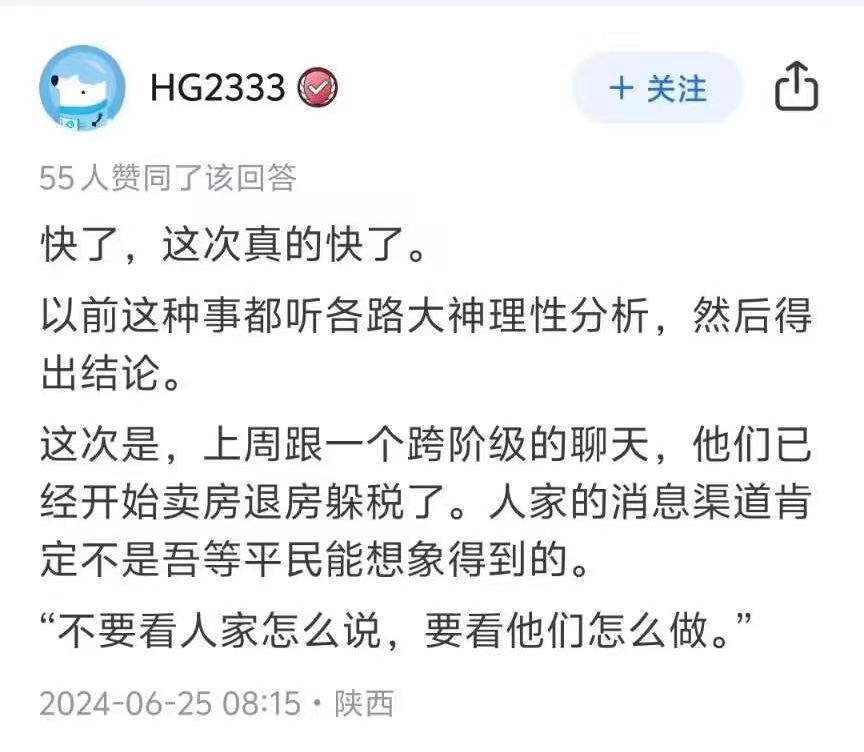 HG2333
+ 关注
55人赞同了该回答
快了，这次真的快了。
以前这种事都听各路大神理性分析，然后得
出结论。
这次是，上周跟一个跨阶级的聊天，他们已
经开始卖房退房躲税了。人家的消息渠道肯
定不是吾等平民能想象得到的。
“不要看人家怎么说，要看他们怎么做。”
2024-06-25 08:15・陕西